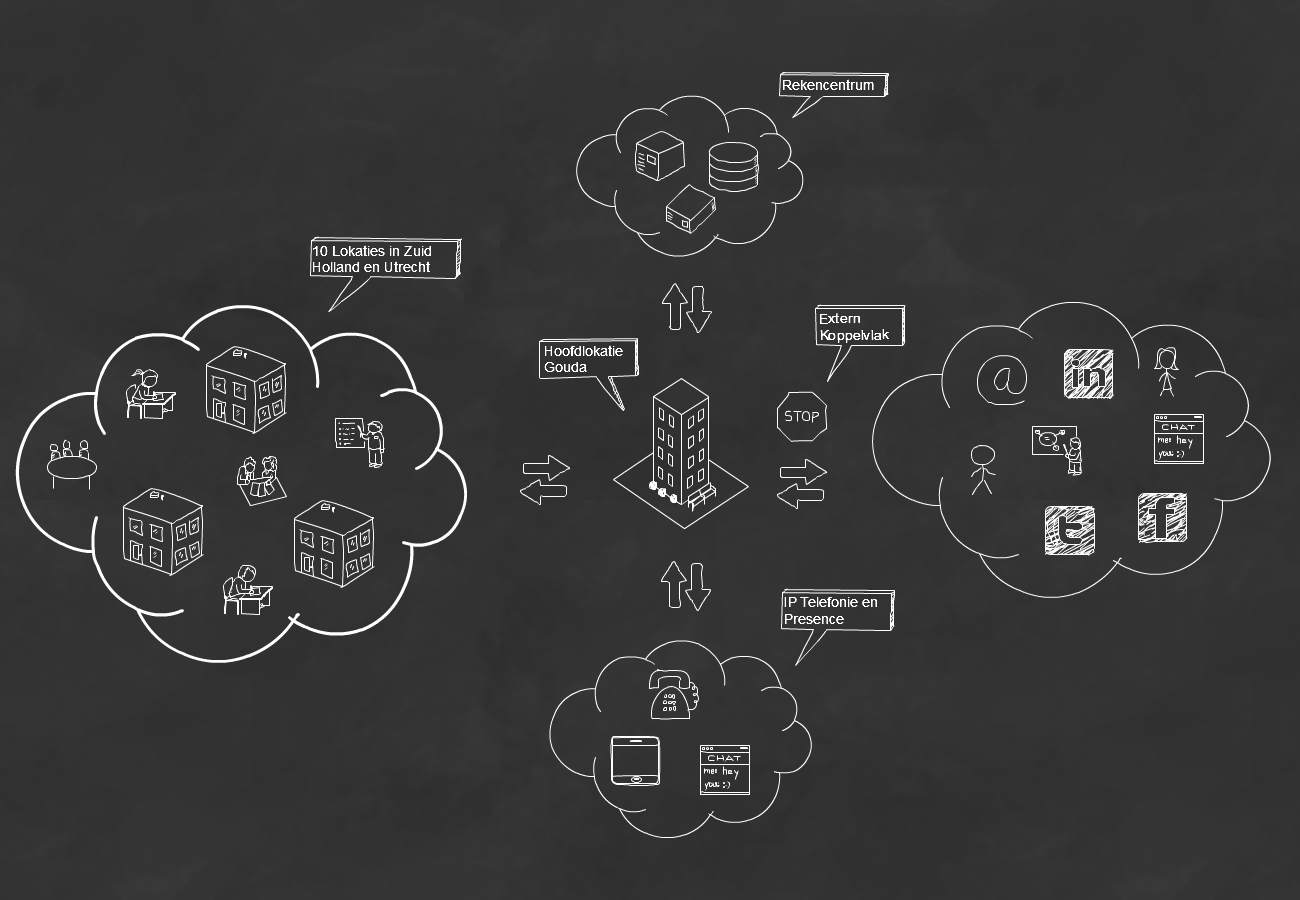 Rekencentrum
10 Lokaties in Zuid
Holland en Utrecht
Extern
Koppelvlak
Hoofdlokatie
Gouda
STOP
@
in
CHAT
me: hey
you: :)
t
f
IP Telefonie en
Presence
CHAT
me: hey
you: :)